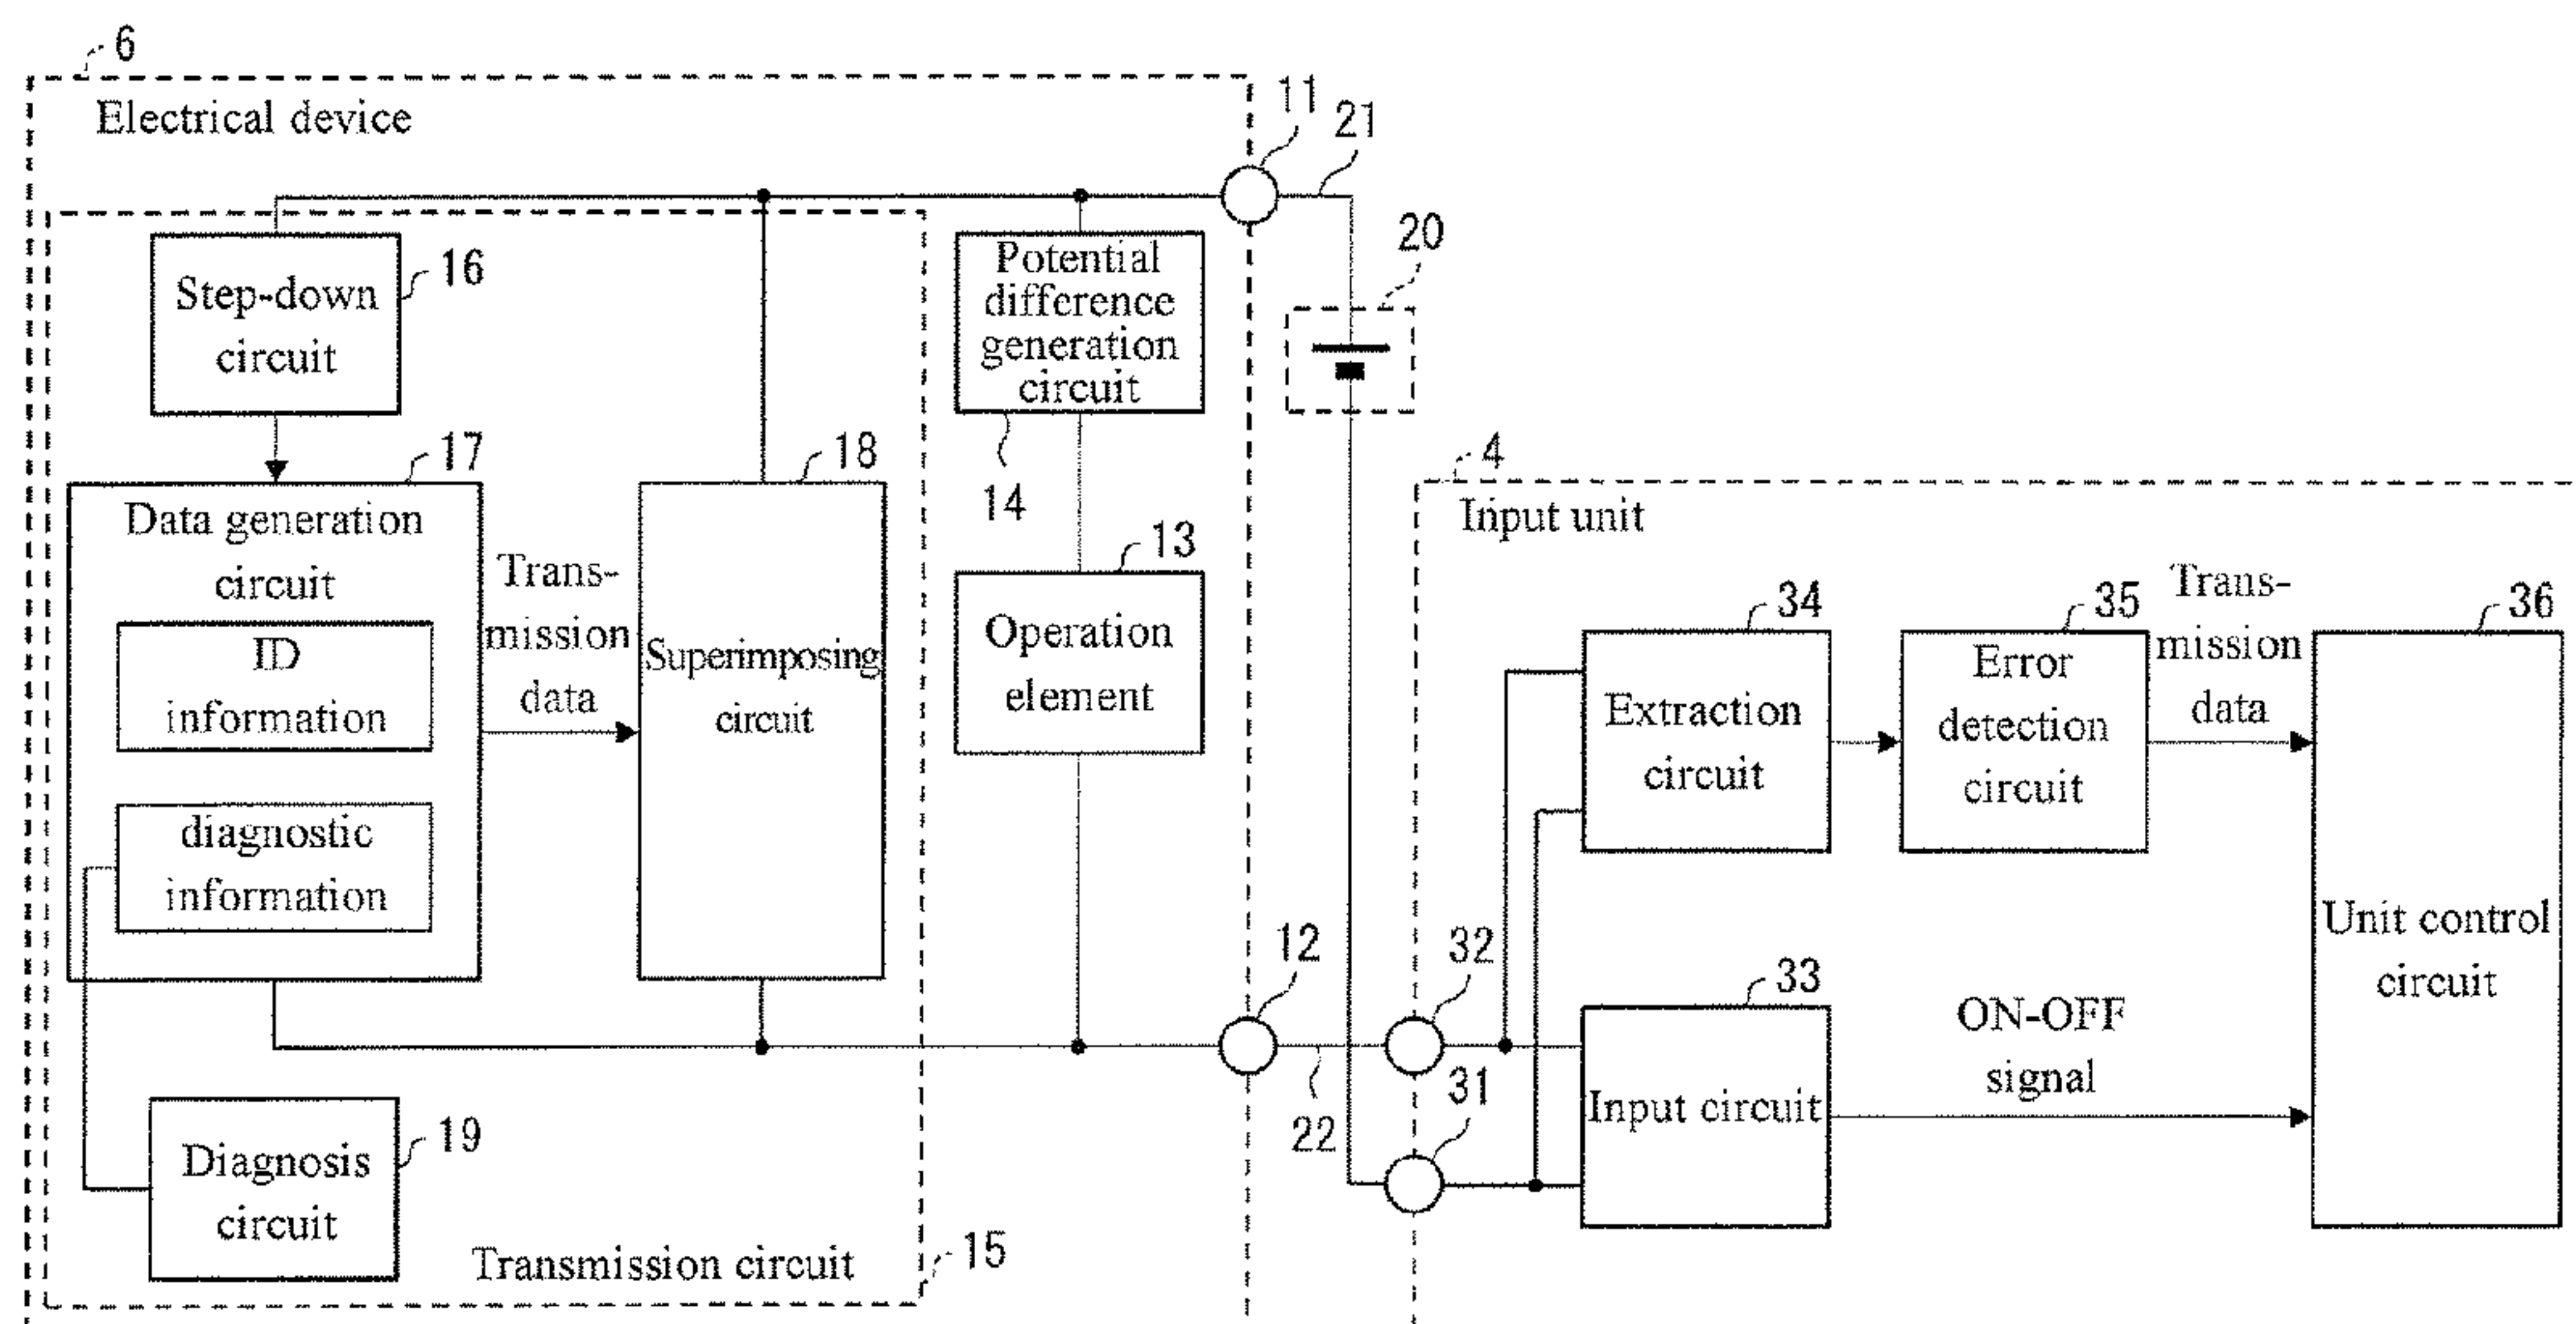 6
Electrical device
11
21
20
Step-down
circuit
16
Potential
difference
generation
circuit
14
17
Data generation
circuit
ID
information
diagnostic
information
Trans-
mission
data
18
Superimposing
circuit
13
Operation
element
12
22
Diagnosis
circuit
19
Transmission circuit
15
4
Input unit
34
Extraction
circuit
35
Error
detection
circuit
Trans-
mission
data
36
Unit control
circuit
32
31
33
Input circuit
ON-OFF
signal